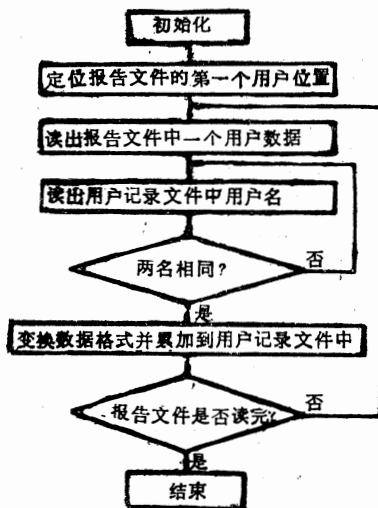 初始化
定位报告文件的第一个用户位置
读出报告文件中一个用户数据
读出用户记录文件中用户名
两名相同?
否
是
变换数据格式并累加到用户记录文件中
报告文件是否读完?
否
是
结束